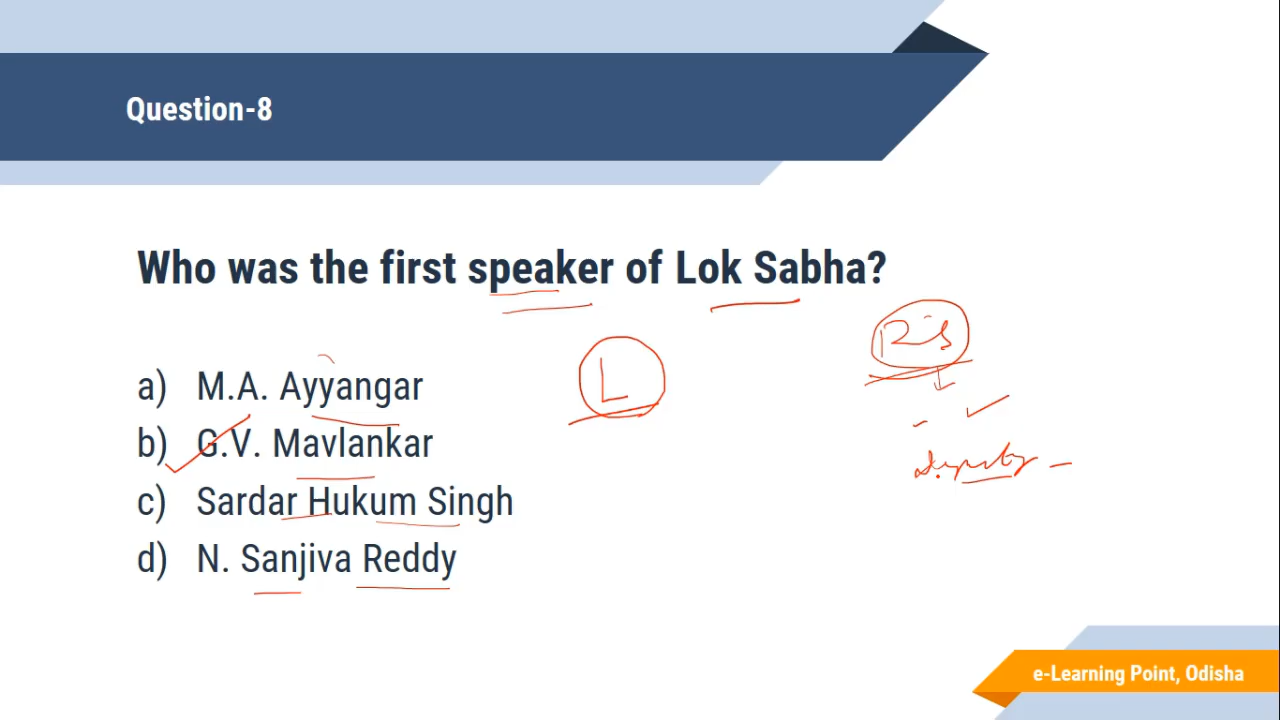 Question-8
Who was the first speaker of Lok Sabha?
a) M.A. Ayyangar
b) G.V. Mavlankar
c) Sardar Hukum Singh
d) N. Sanjiva Reddy
L
R.S
Deputy -
e-Learning Point, Odisha